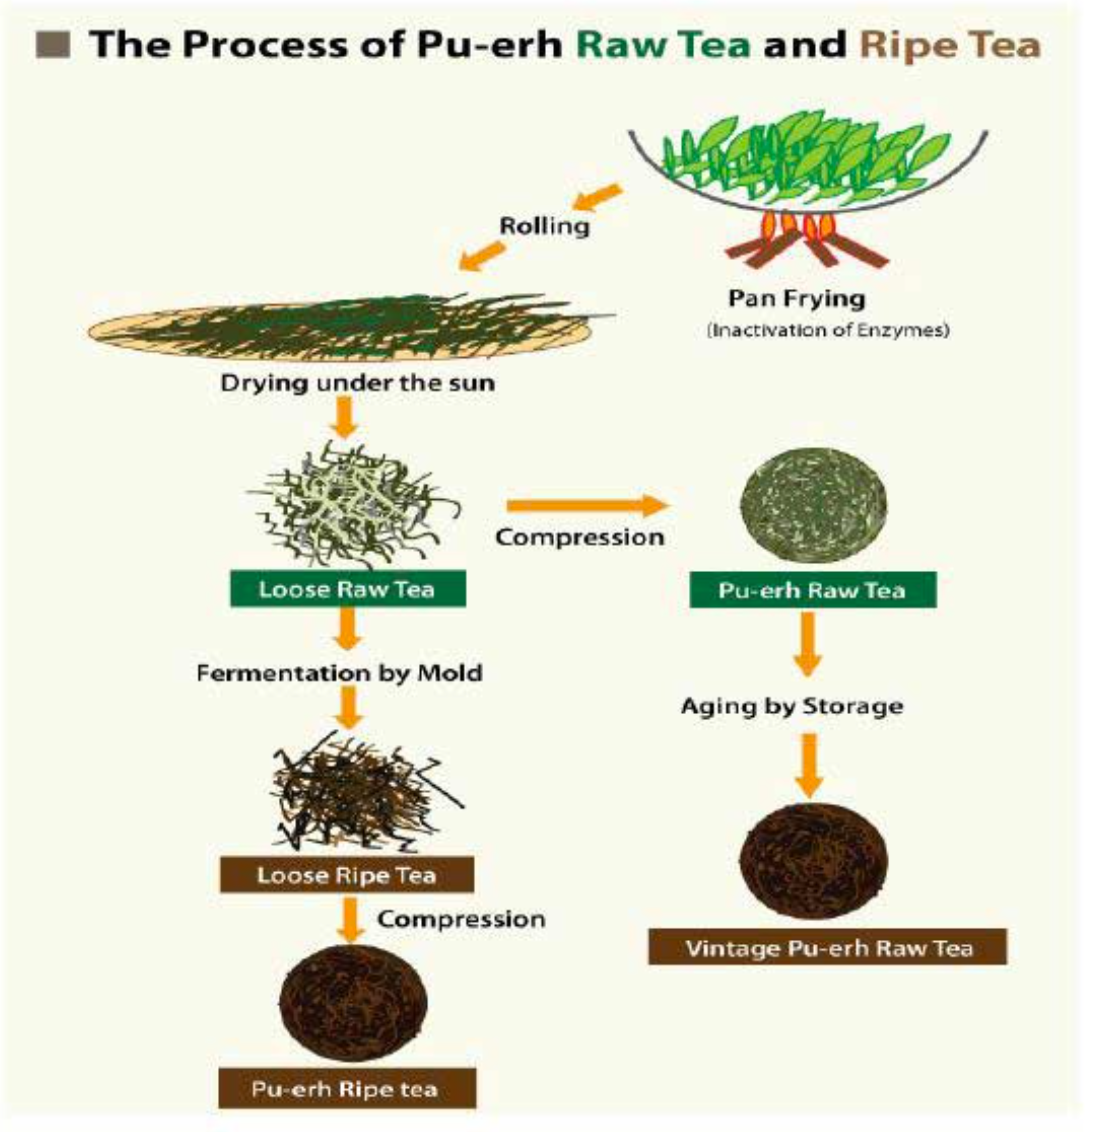 The Process of Pu-erh Raw Tea and Ripe Tea
Rolling
Pan Frying
(Inactivation of Enzymes)
Drying under the sun
Compression
Loose Raw Tea
Pu-erh Raw Tea
Fermentation by Mold
Aging by Storage
Loose Ripe Tea
Compression
Vintage Pu-erh Raw Tea
Pu-erh Ripe tea